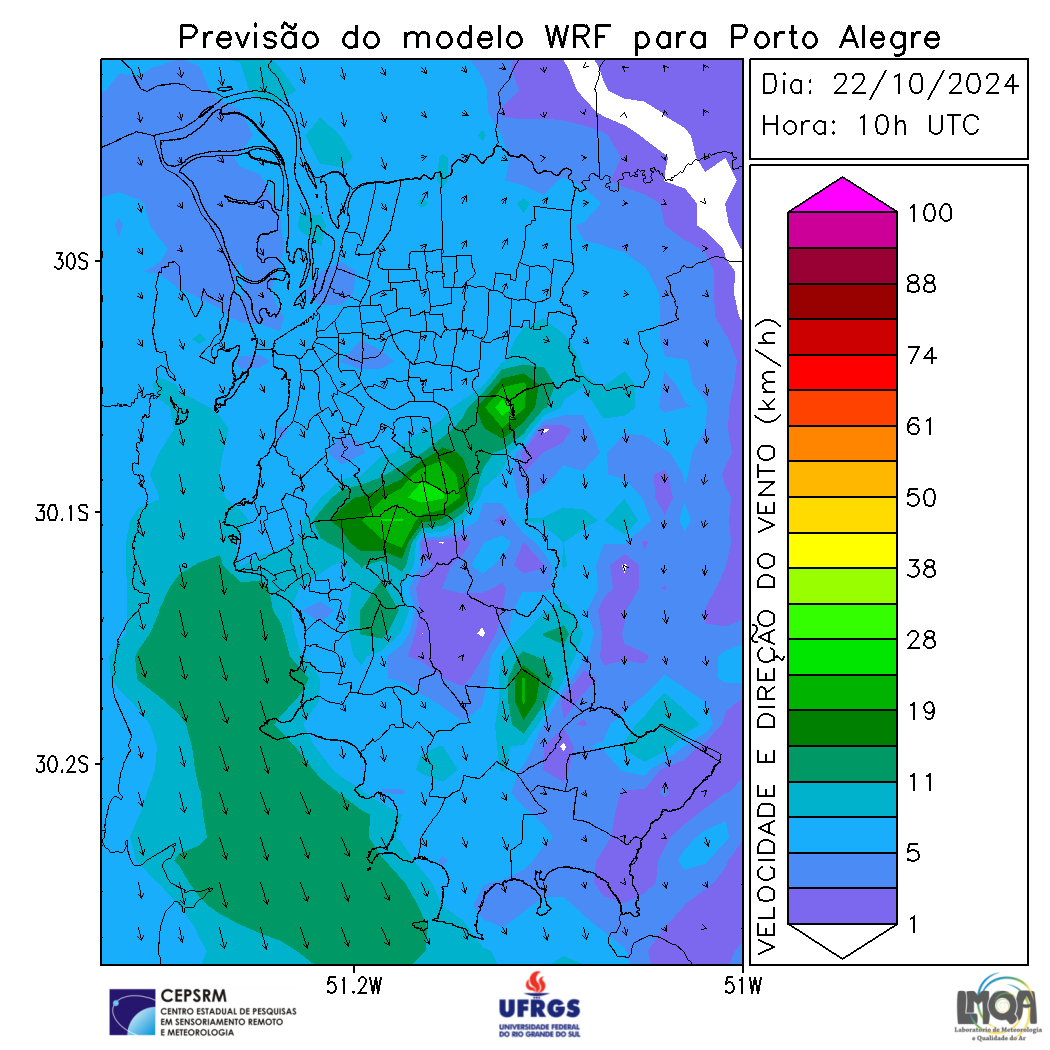 Previsão do modelo WRF para Porto Alegre
Dia: 22/10/2024
Hora: 10h UTC
30S
30.1S
30.2S
51.2W
51W
VELOCIDADE E DIREÇÃO DO VENTO (km/h)
100
88
74
61
50
38
28
19
11
5
1
CEPSRM
CENTRO ESTADUAL DE PESQUISAS
EM SENSORIAMENTO REMOTO
E METEOROLOGIA
UFRGS
UNIVERSIDADE FEDERAL
DO RIO GRANDE DO SUL
LMQA
Laboratório de Meteorologia
e Qualidade do Ar